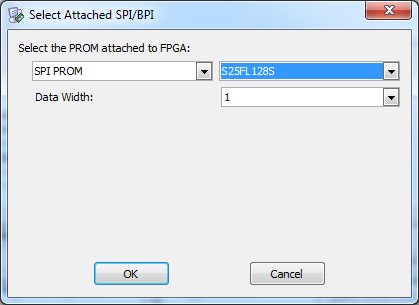 Select Attached SPI/BPI
Select the PROM attached to FPGA:
SPI PROM
S25FL128S
Data Width:
1
OK
Cancel